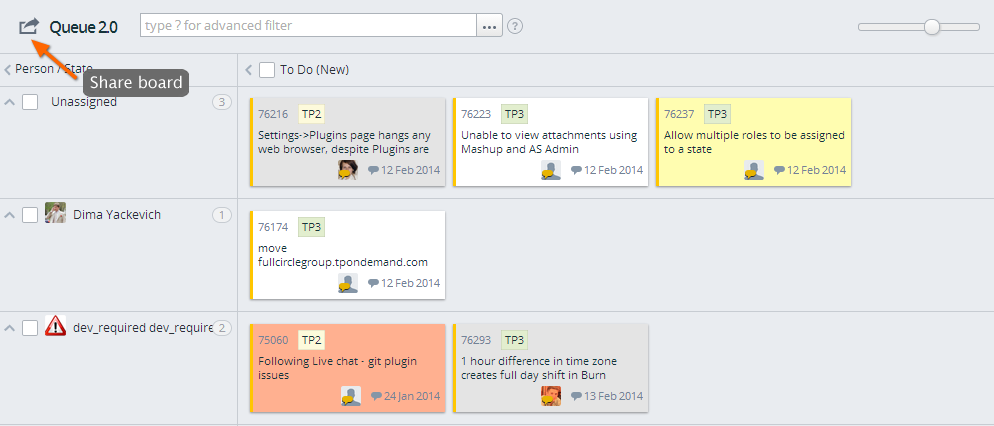 Queue 2.0
type ? for advanced filter
...
?
Person / State
Share board
To Do (New)
Unassigned
3
76216 TP2
Settings->Plugins page hangs any
web browser, despite Plugins are
12 Feb 2014
76223 TP3
Unable to view attachments using
Mashup and AS Admin
12 Feb 2014
76237 TP3
Allow multiple roles to be assigned
to a state
12 Feb 2014
Dima Yackevich
1
76174 TP3
move
fullcirclegroup.tpondemand.com
12 Feb 2014
dev_required dev_require
2
75060 TP2
Following Live chat - git plugin
issues
24 Jan 2014
76293 TP3
1 hour difference in time zone
creates full day shift in Burn
13 Feb 2014